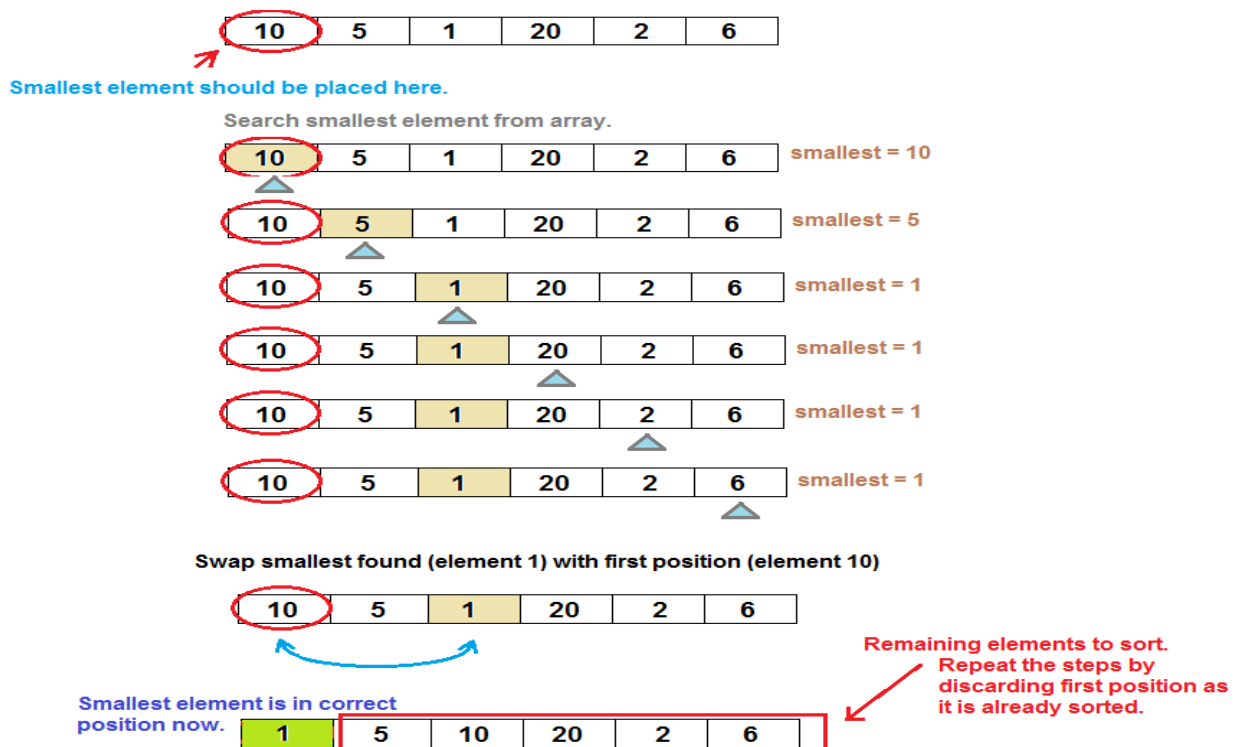 10 5 1 20 2 6
Smallest element should be placed here.
Search smallest element from array.
10 5 1 20 2 6 smallest = 10
10 5 1 20 2 6 smallest = 5
10 5 1 20 2 6 smallest = 1
10 5 1 20 2 6 smallest = 1
10 5 1 20 2 6 smallest = 1
10 5 1 20 2 6 smallest = 1
Swap smallest found (element 1) with first position (element 10)
10 5 1 20 2 6
Remaining elements to sort.
Repeat the steps by
discarding first position as
it is already sorted.
Smallest element is in correct
position now.
1 5 10 20 2 6